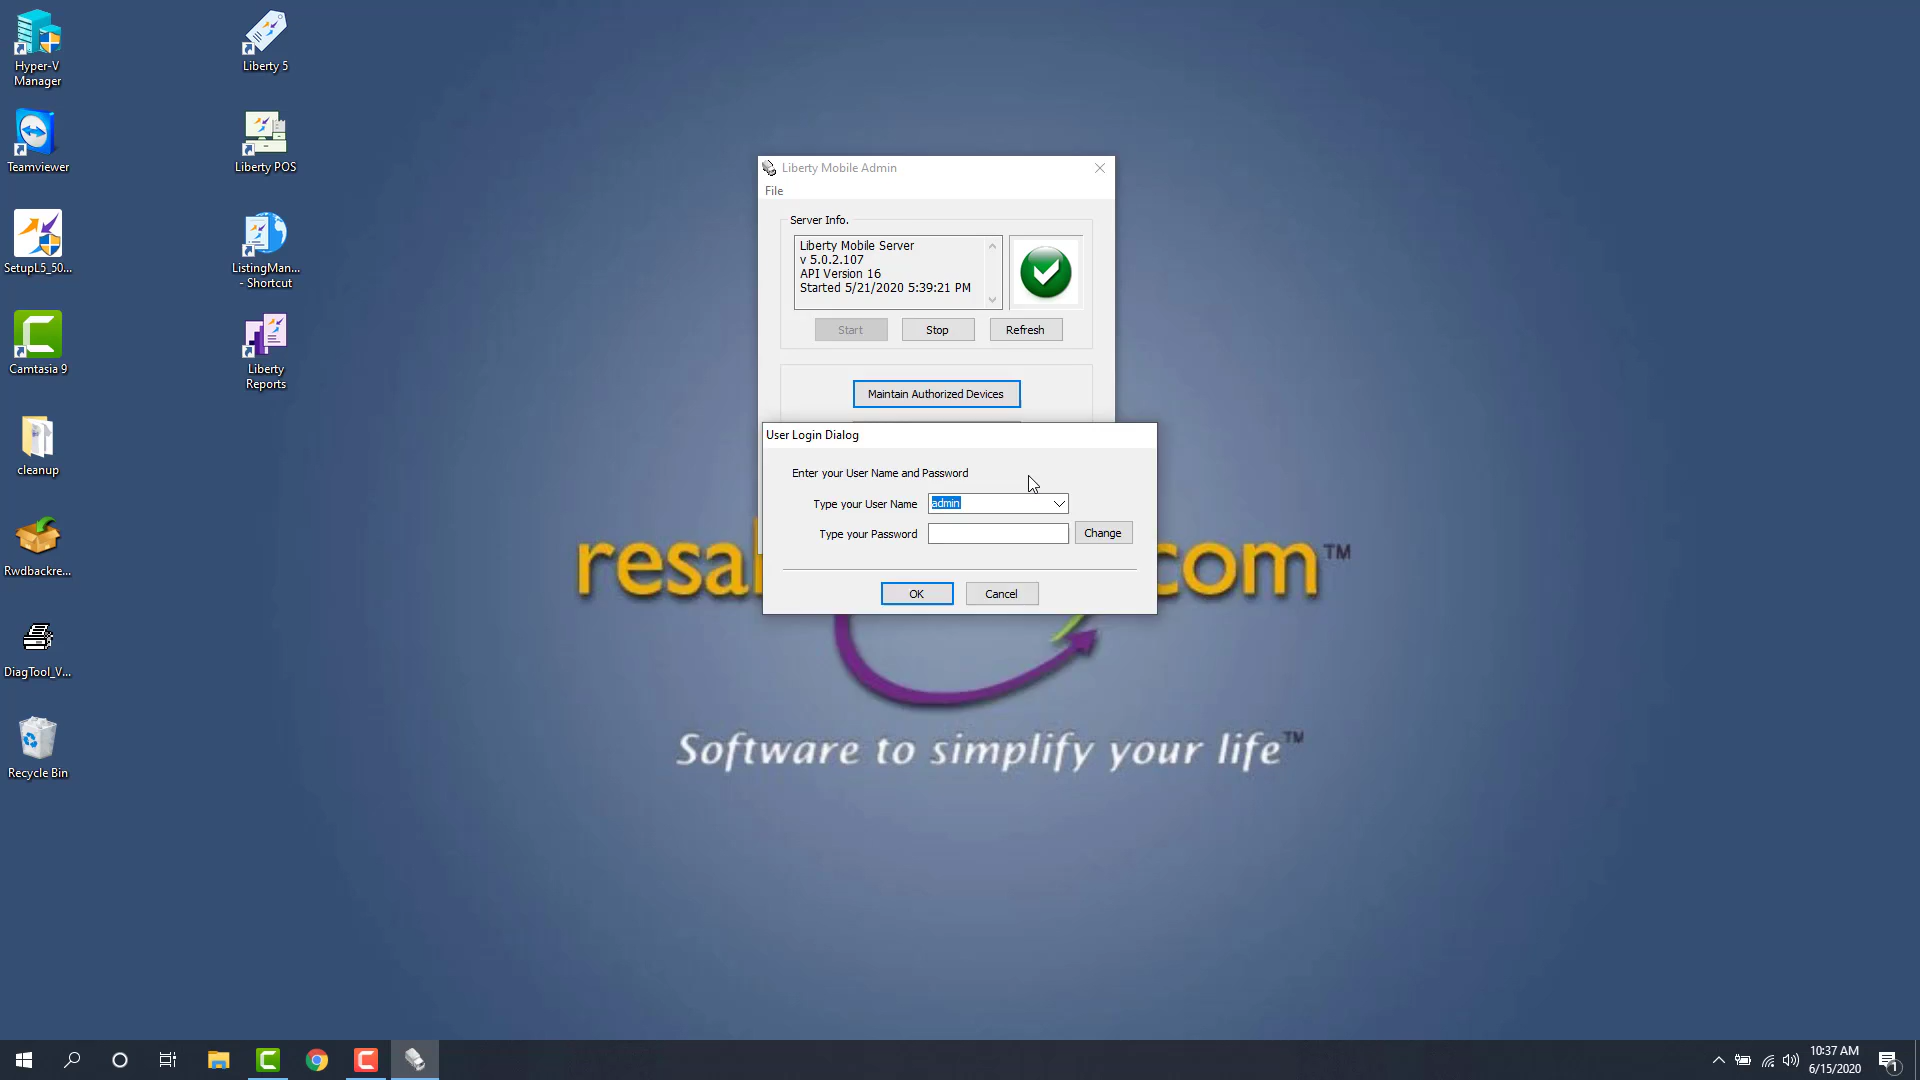 Hyper-V
Manager
Teamviewer
SetupL5_50...
Camtasia 9
cleanup
Rwdbackre...
DiagTool_V...
Recycle Bin
Liberty 5
Liberty POS
ListingMan...
- Shortcut
Liberty
Reports
Liberty Mobile Admin
File
Server Info.
Liberty Mobile Server
v 5.0.2.107
API Version 16
Started 5/21/2020 5:39:21 PM
Start
Stop
Refresh
Maintain Authorized Devices
User Login Dialog
Enter your User Name and Password
Type your User Name
admin
Type your Password
Change
OK
Cancel
resa
com™
Software to simplify your life™
10:37 AM
6/15/2020
1